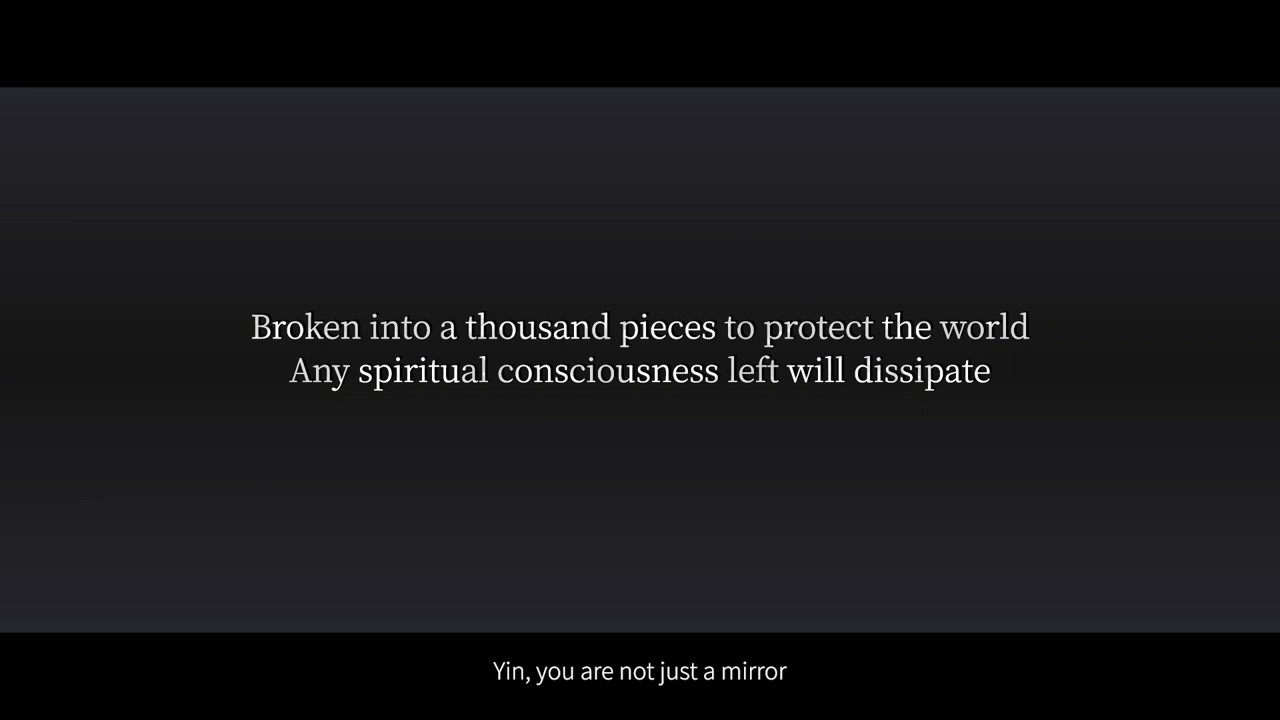 Broken into a thousand pieces to protect the world
Any spiritual consciousness left will dissipate
Yin, you are not just a mirror